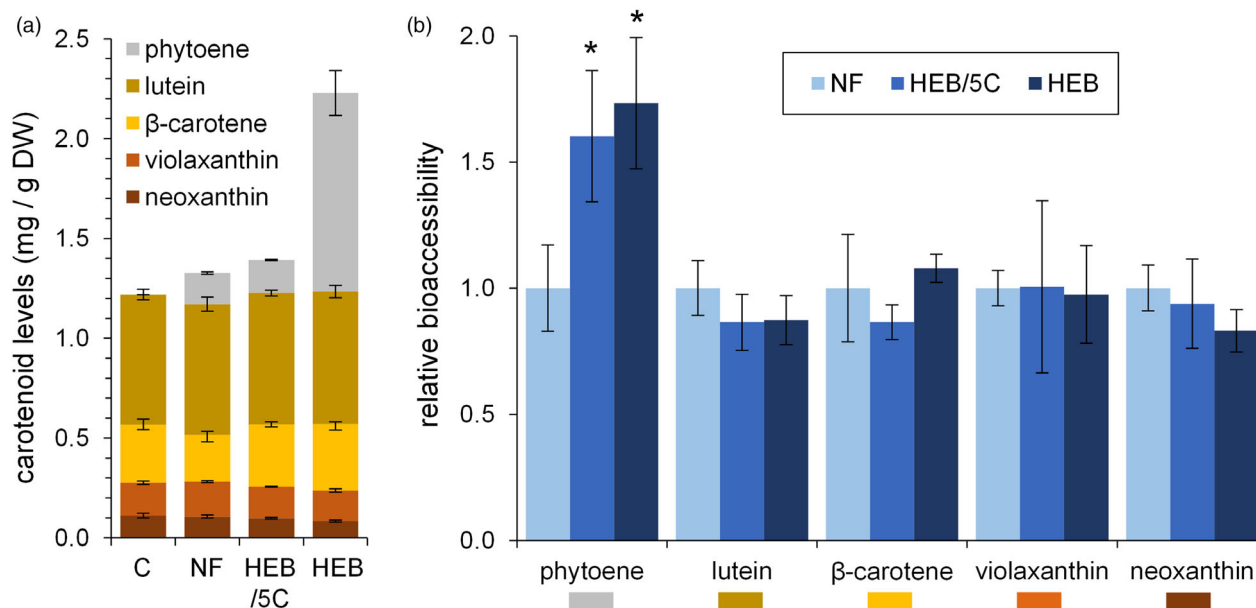 (a)
carotenoid levels (mg / g DW)
2.5
2.0
1.5
1.0
0.5
0.0
phytoene
lutein
β-carotene
violaxanthin
neoxanthin
C
NF
HEB
/5C
HEB
(b)
relative bioaccessibility
2.0
1.5
1.0
0.5
0.0
*
*
NF
HEB/5C
HEB
phytoene
lutein
β-carotene
violaxanthin
neoxanthin